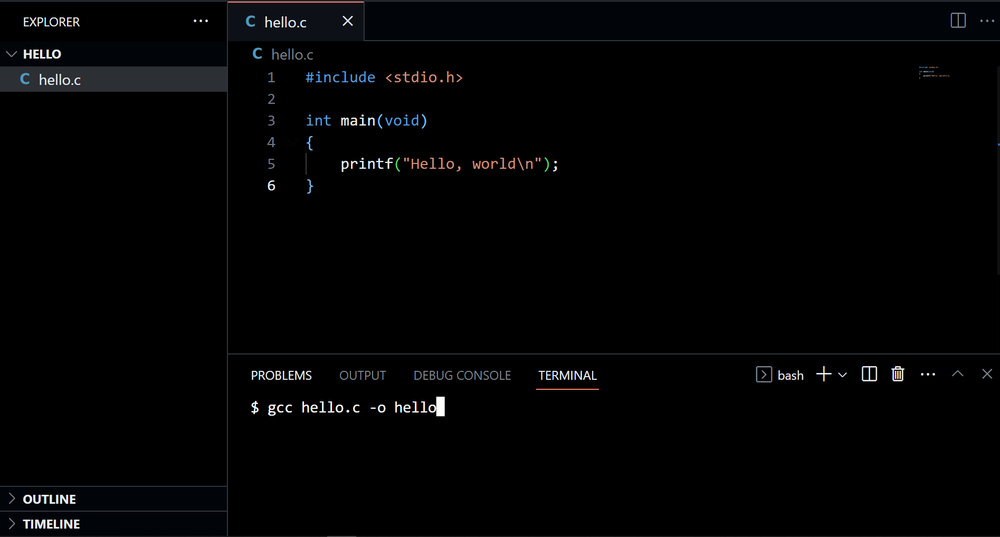 EXPLORER
HELLO
C hello.c
OUTLINE
TIMELINE
C hello.c
C hello.c
1 #include <stdio.h>
2
3 int main(void)
4 {
5     printf("Hello, world\n");
6 }
PROBLEMS OUTPUT DEBUG CONSOLE TERMINAL bash
$ gcc hello.c -o hello